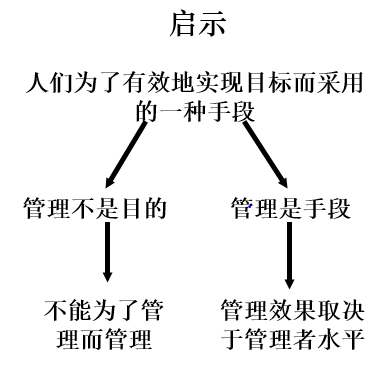 启示
人们为了有效地实现目标而采用
的一种手段
管理不是目的
管理是手段
不能为了管
理而管理
管理效果取决
于管理者水平